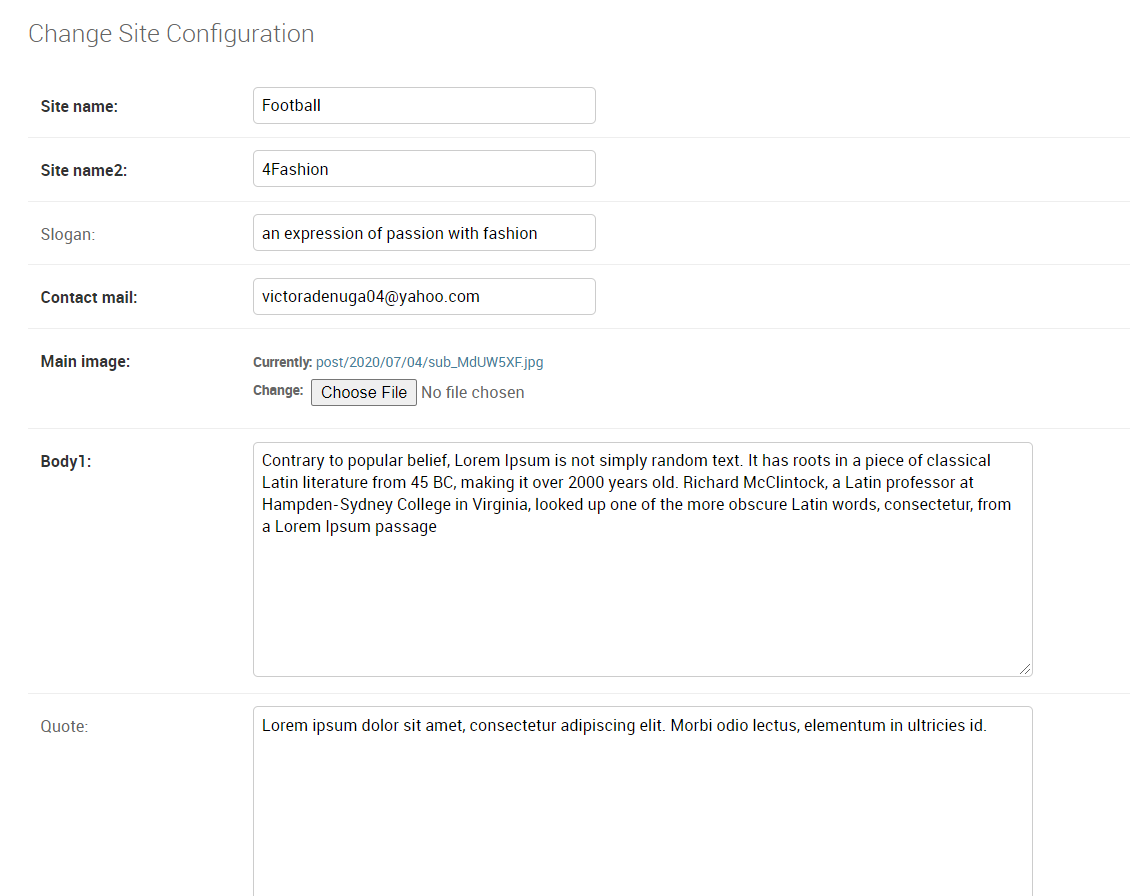 Change Site Configuration
Site name: Football
Site name2: 4Fashion
Slogan: an expression of passion with fashion
Contact mail: victoradenuga04@yahoo.com
Main image: Currently: post/2020/07/04/sub_MdUW5XF.jpg
Change: Choose File No file chosen
Body1: Contrary to popular belief, Lorem Ipsum is not simply random text. It has roots in a piece of classical
Latin literature from 45 BC, making it over 2000 years old. Richard McClintock, a Latin professor at
Hampden-Sydney College in Virginia, looked up one of the more obscure Latin words, consectetur, from
a Lorem Ipsum passage
Quote: Lorem ipsum dolor sit amet, consectetur adipiscing elit. Morbi odio lectus, elementum in ultricies id.